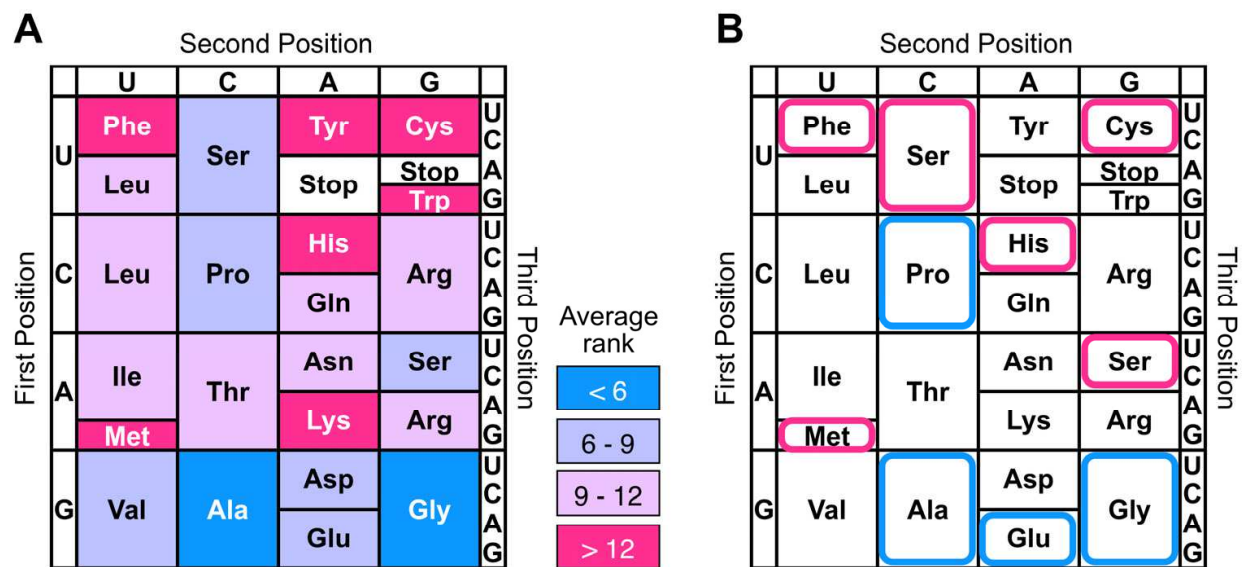 A
Second Position
U C A G
First Position
U
Phe
Leu
Ser
Tyr
Stop
Cys
Stop
Trp
U
C
A
G
C
Leu
Pro
His
Gln
Arg
U
C
A
G
A
Ile
Met
Thr
Asn
Lys
Ser
Arg
U
C
A
G
G
Val
Ala
Asp
Glu
Gly
U
C
A
G
Third Position
Average
rank
< 6
6 - 9
9 - 12
> 12
B
Second Position
U C A G
First Position
U
Phe
Leu
Ser
Tyr
Stop
Cys
Stop
Trp
U
C
A
G
C
Leu
Pro
His
Gln
Arg
U
C
A
G
A
Ile
Met
Thr
Asn
Lys
Ser
Arg
U
C
A
G
G
Val
Ala
Asp
Glu
Gly
U
C
A
G
Third Position